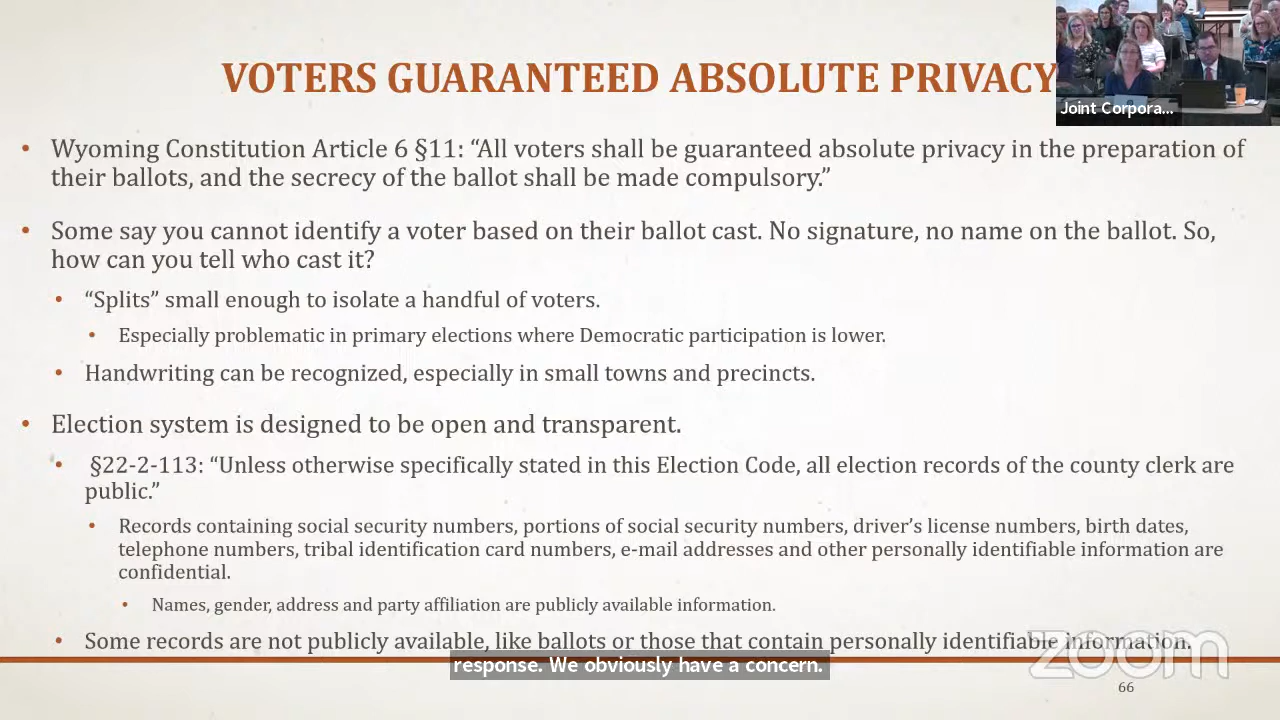 VOTERS GUARANTEED ABSOLUTE PRIVACY
Joint Corpora...
• Wyoming Constitution Article 6 §11: “All voters shall be guaranteed absolute privacy in the preparation of
their ballots, and the secrecy of the ballot shall be made compulsory.”
• Some say you cannot identify a voter based on their ballot cast. No signature, no name on the ballot. So,
how can you tell who cast it?
• “Splits” small enough to isolate a handful of voters.
• Especially problematic in primary elections where Democratic participation is lower.
• Handwriting can be recognized, especially in small towns and precincts.
• Election system is designed to be open and transparent.
• §22-2-113: “Unless otherwise specifically stated in this Election Code, all election records of the county clerk are
public.”
• Records containing social security numbers, portions of social security numbers, driver’s license numbers, birth dates,
telephone numbers, tribal identification card numbers, e-mail addresses and other personally identifiable information are
confidential.
• Names, gender, address and party affiliation are publicly available information.
• Some records are not publicly available, like ballots or those that contain personally identifiable information.
response. We obviously have a concern.
zoom
66